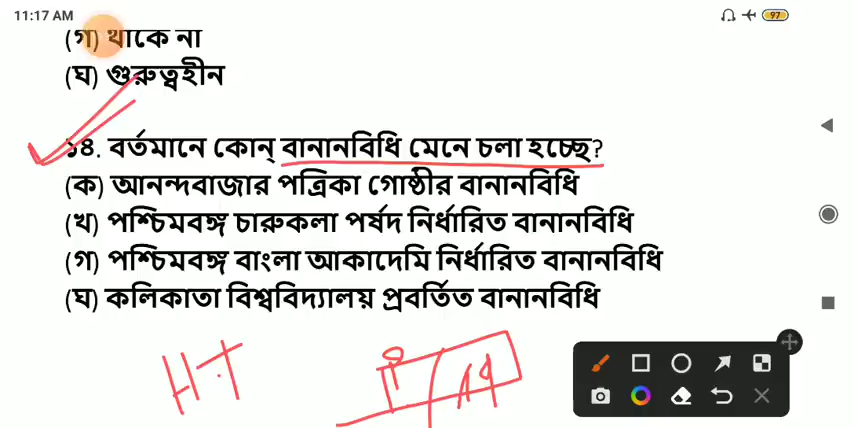 11:17 AM
97
(গ) থাকে না
(ঘ) গুরুত্বহীন
১৪. বর্তমানে কোন্ বানানবিধি মেনে চলা হচ্ছে?
(ক) আনন্দবাজার পত্রিকা গোষ্ঠীর বানানবিধি
(খ) পশ্চিমবঙ্গ চারুকলা পর্ষদ নির্ধারিত বানানবিধি
(গ) পশ্চিমবঙ্গ বাংলা আকাদেমি নির্ধারিত বানানবিধি
(ঘ) কলিকাতা বিশ্ববিদ্যালয় প্রবর্তিত বানানবিধি
H.T